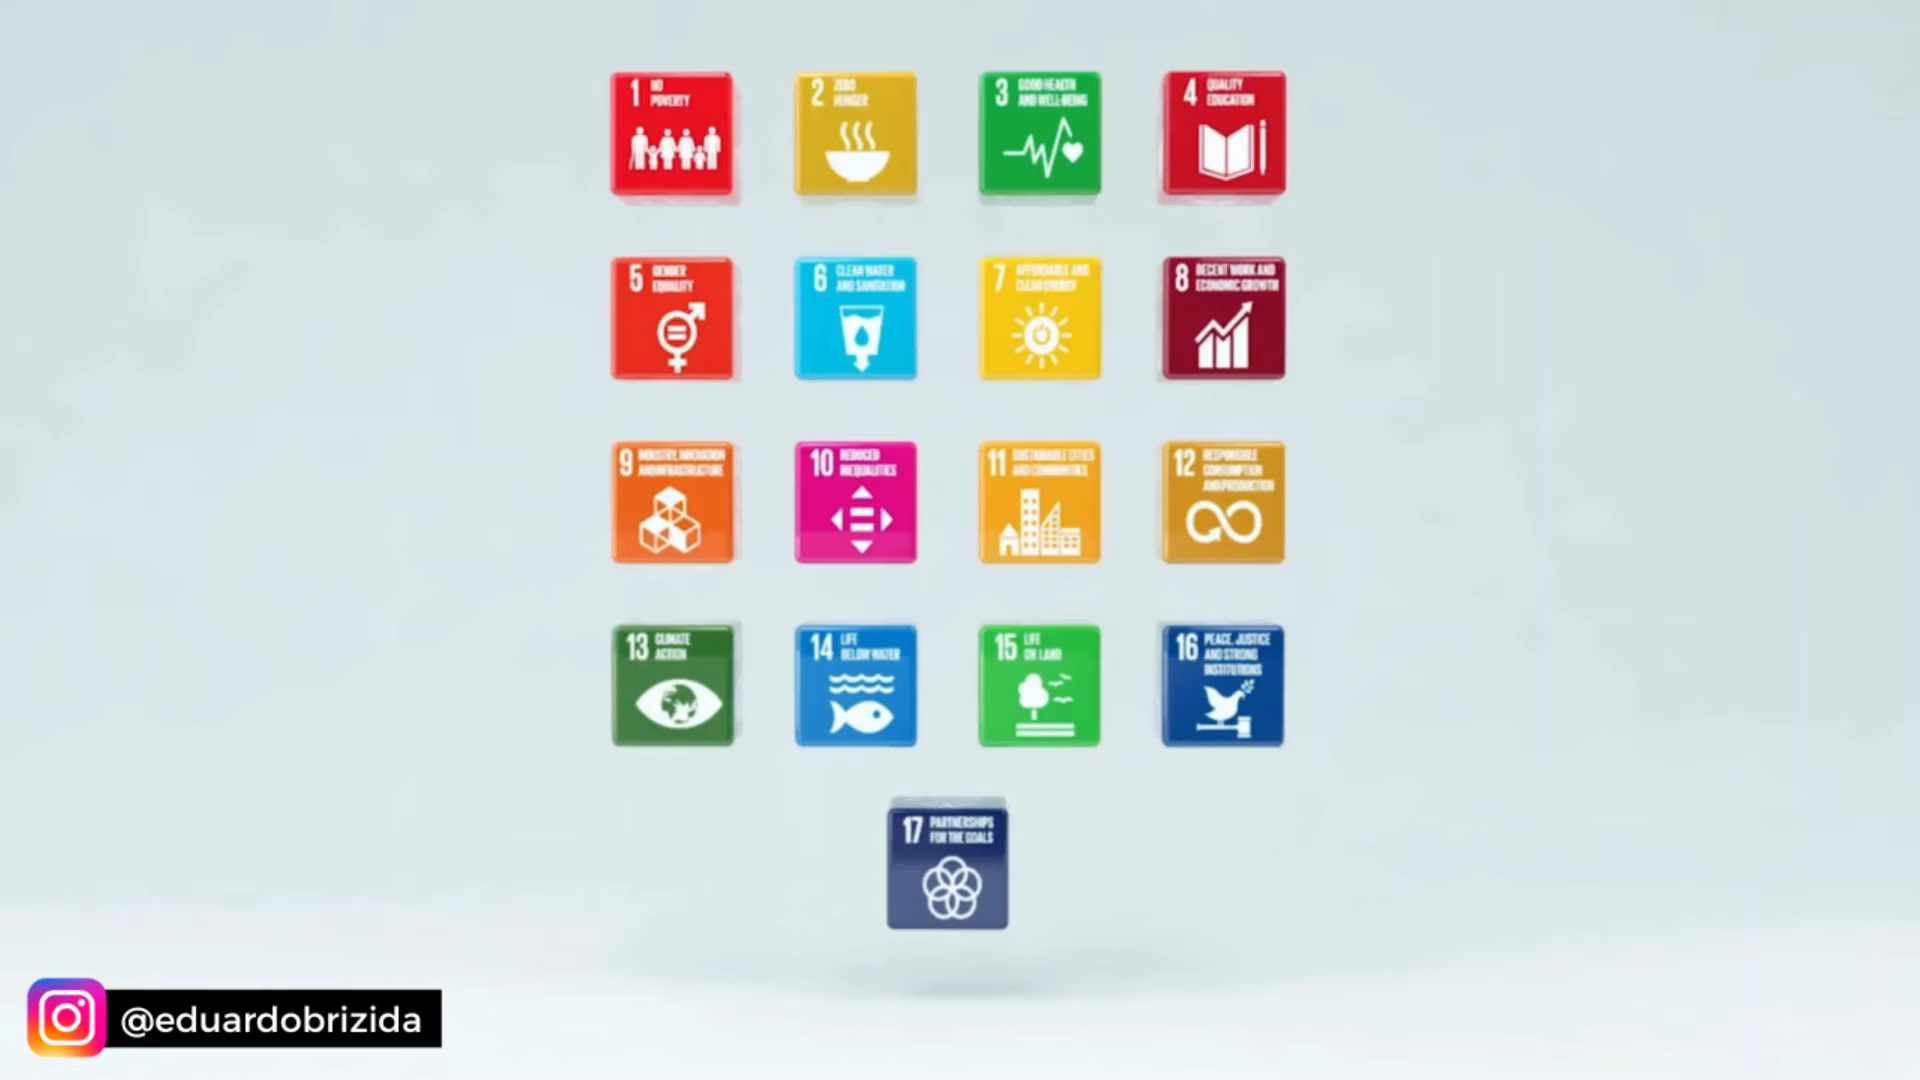 1 NO
POVERTY
2 ZERO
HUNGER
3 GOOD HEALTH
AND WELL-BEING
4 QUALITY
EDUCATION
5 GENDER
EQUALITY
6 CLEAN WATER
AND SANITATION
7 AFFORDABLE AND
CLEAN ENERGY
8 DECENT WORK AND
ECONOMIC GROWTH
9 INDUSTRY, INNOVATION
AND INFRASTRUCTURE
10 REDUCED
INEQUALITIES
11 SUSTAINABLE CITIES
AND COMMUNITIES
12 RESPONSIBLE
CONSUMPTION
AND PRODUCTION
13 CLIMATE
ACTION
14 LIFE
BELOW WATER
15 LIFE
ON LAND
16 PEACE, JUSTICE
AND STRONG
INSTITUTIONS
17 PARTNERSHIPS
FOR THE GOALS
@eduardobrizida